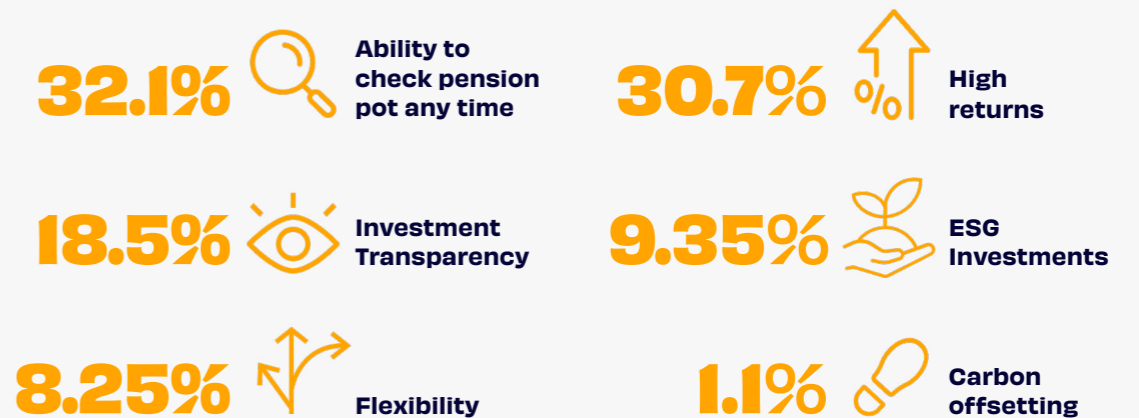 32.1%
Ability to
check pension
pot any time
30.7%
%
High
returns
18.5%
Investment
Transparency
9.35%
ESG
Investments
8.25%
Flexibility
1.1%
Carbon
offsetting